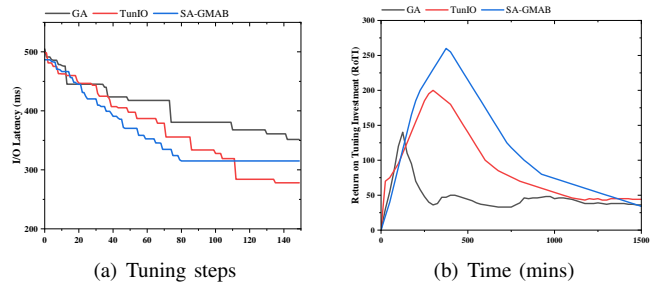 GA TunIO SA-GMAB
I/O Latency (ms)
500
400
300
200
0 20 40 60 80 100 120 140
(a) Tuning steps
GA TunIO SA-GMAB
Return on Tuning Investment (RoTI)
300
250
200
150
100
50
0
0 500 1000 1500
(b) Time (mins)